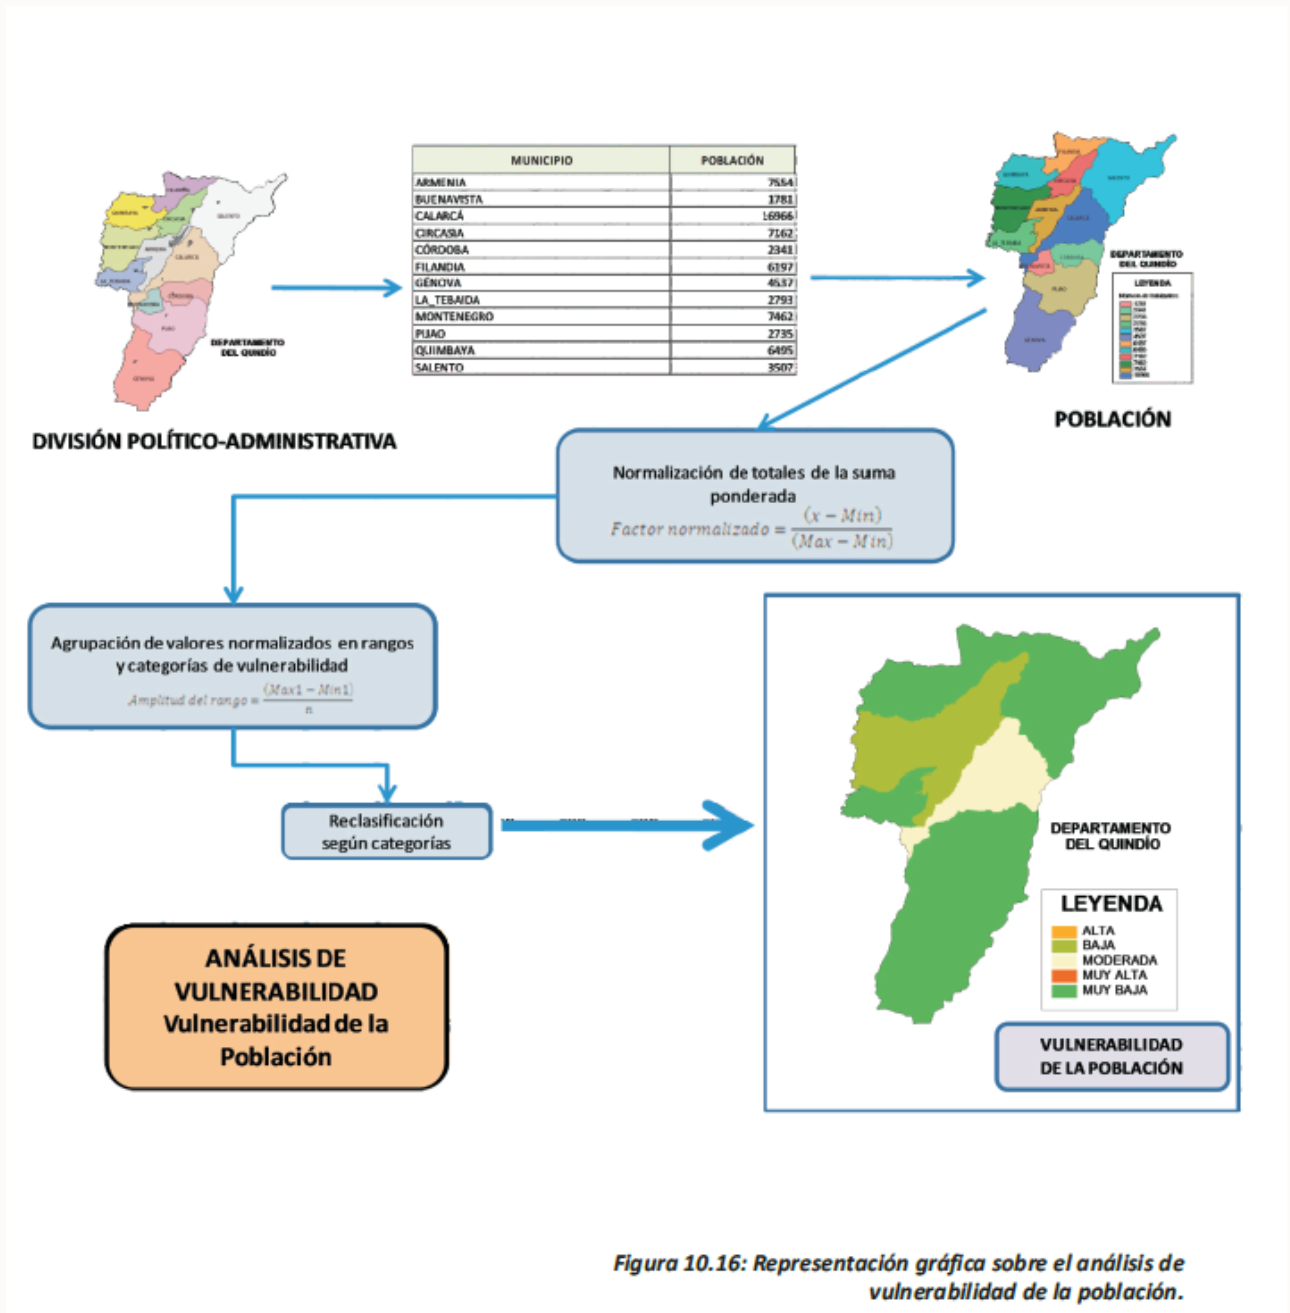 MUNICIPIO POBLACIÓN
ARMENIA 7554
BUENAVISTA 1781
CALARCÁ 16966
CIRCASIA 7162
CÓRDOBA 2341
FILANDIA 6197
GÉNOVA 4537
LA_TEBAIDA 2793
MONTENEGRO 7462
PIJAO 2735
QUIMBAYA 6495
SALENTO 3507
DEPARTAMENTO
DEL QUNDÍO
DIVISIÓN POLÍTICO-ADMINISTRATIVA
SALENTO
DEPARTAMENTO
DEL QUINDÍO
LEYENDA
POBLACIÓN
Normalización de totales de la suma
ponderada
Factor normalizado = (x − Min) / (Max − Min)
Agrupación de valores normalizados en rangos
y categorías de vulnerabilidad
Amplitud del rango = (Max1 − Min1) / n
Reclasificación
según categorías
DEPARTAMENTO
DEL QUINDÍO
LEYENDA
ALTA
BAJA
MODERADA
MUY ALTA
MUY BAJA
VULNERABILIDAD
DE LA POBLACIÓN
ANÁLISIS DE
VULNERABILIDAD
Vulnerabilidad de la
Población
Figura 10.16: Representación gráfica sobre el análisis de
vulnerabilidad de la población.